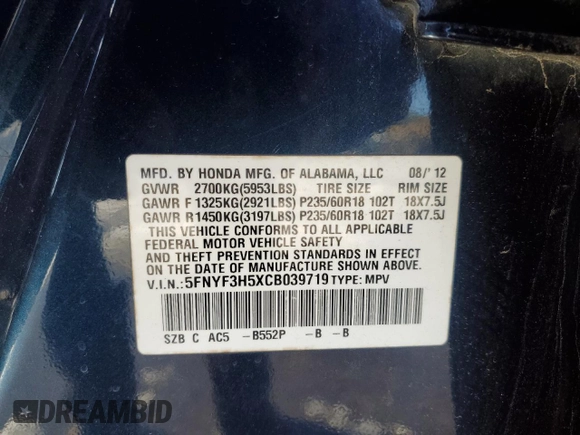 MFD. BY HONDA MFG. OF ALABAMA, LLC 08/'12
GVWR 2700KG(5953LBS) TIRE SIZE RIM SIZE
GAWR F 1325KG(2921LBS) P235/60R18 102T 18X7.5J
GAWR R 1450KG(3197LBS) P235/60R18 102T 18X7.5J
THIS VEHICLE CONFORMS TO ALL APPLICABLE
FEDERAL MOTOR VEHICLE SAFETY
AND THEFT PREVENTION STANDARDS IN EFFECT
ON THE DATE OF MANUFACTURE SHOWN ABOVE.
V.I.N.: 5FNYF3H5XCB039719 TYPE: MPV
SZB C AC5 -B552P -B -B
DREAMBID